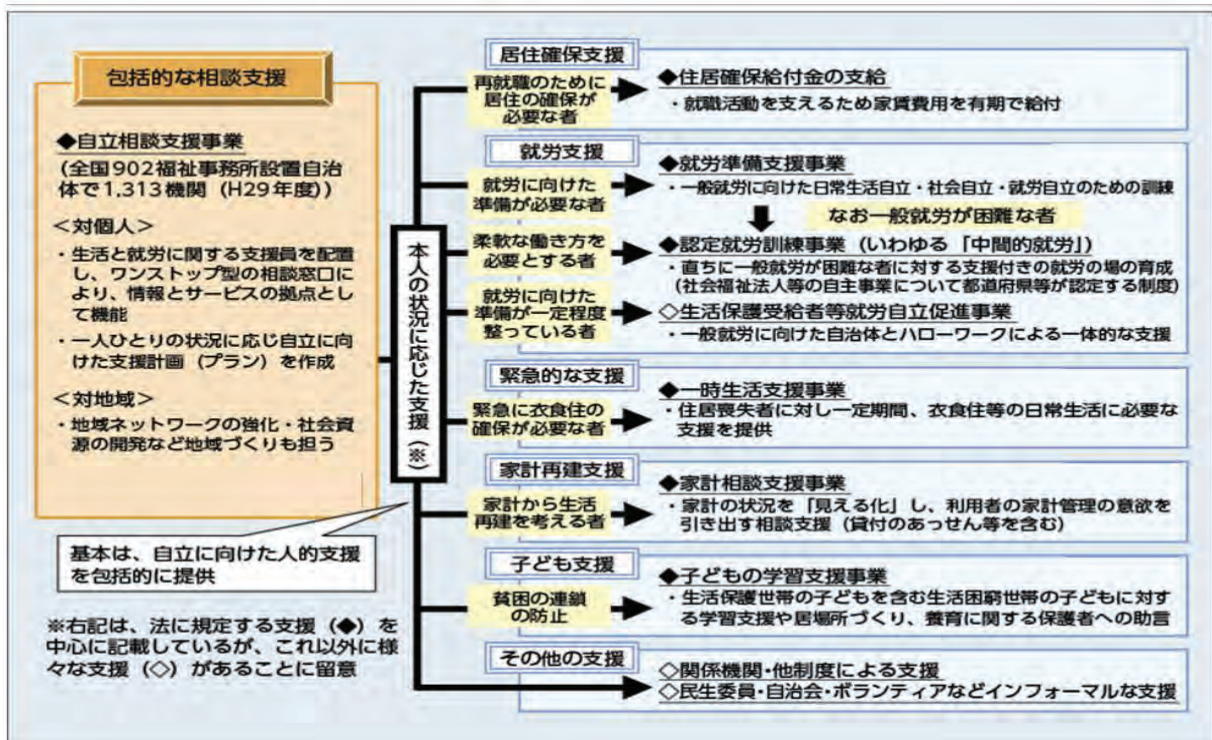 包括的な相談支援
◆自立相談支援事業
(全国902福祉事務所設置自治
体で1,313機関(H29年度))
<対個人>
・生活と就労に関する支援員を配置
し、ワンストップ型の相談窓口に
より、情報とサービスの拠点とし
て機能
・一人ひとりの状況に応じ自立に向
けた支援計画(プラン)を作成
<対地域>
・地域ネットワークの強化・社会資
源の開発など地域づくりも担う
基本は、自立に向けた人的支援
を包括的に提供
※右記は、法に規定する支援(◆)を
中心に記載しているが、これ以外に様
々な支援(◇)があることに留意
本人の状況に応じた支援(※)
居住確保支援
再就職のために
居住の確保が
必要な者
◆住居確保給付金の支給
・就職活動を支えるため家賃費用を有期で給付
就労支援
就労に向けた
準備が必要な者
◆就労準備支援事業
・一般就労に向けた日常生活自立・社会自立・就労自立のための訓練
なお一般就労が困難な者
柔軟な働き方を
必要とする者
◆認定就労訓練事業(いわゆる「中間的就労」)
・直ちに一般就労が困難な者に対する支援付きの就労の場の育成
(社会福祉法人等の自主事業について都道府県等が認定する制度)
就労に向けた
準備が一定程度
整っている者
◇生活保護受給者等就労自立促進事業
・一般就労に向けた自治体とハローワークによる一体的な支援
緊急的な支援
緊急に衣食住の
確保が必要な者
◆一時生活支援事業
・住居喪失者に対し一定期間、衣食住等の日常生活に必要な
支援を提供
家計再建支援
家計から生活
再建を考える者
◆家計相談支援事業
・家計の状況を「見える化」し、利用者の家計管理の意欲を
引き出す相談支援(貸付のあっせん等を含む)
子ども支援
貧困の連鎖
の防止
◆子どもの学習支援事業
・生活保護世帯の子どもを含む生活困窮世帯の子どもに対す
る学習支援や居場所づくり、養育に関する保護者への助言
その他の支援
◇関係機関・他制度による支援
◇民生委員・自治会・ボランティアなどインフォーマルな支援